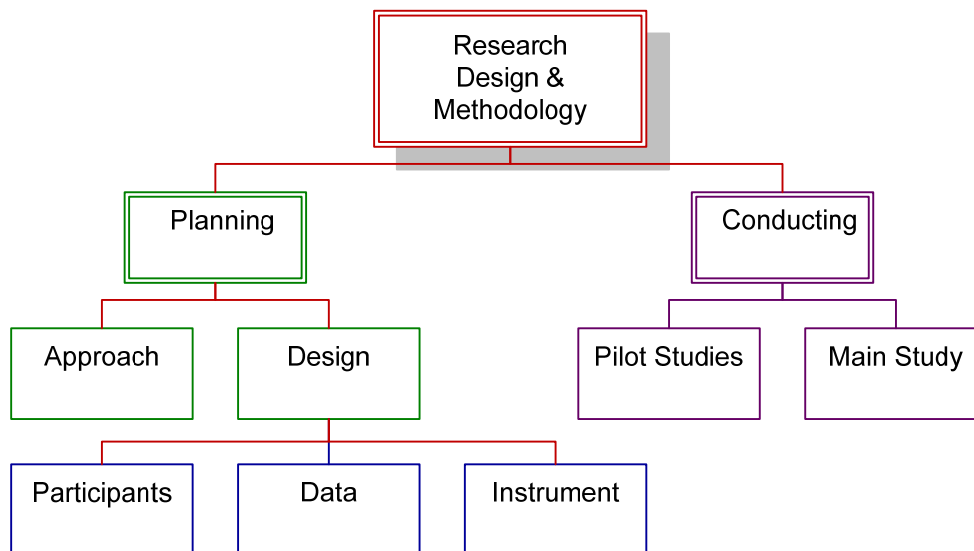 Research
Design &
Methodology
Planning
Conducting
Approach
Design
Pilot Studies
Main Study
Participants
Data
Instrument